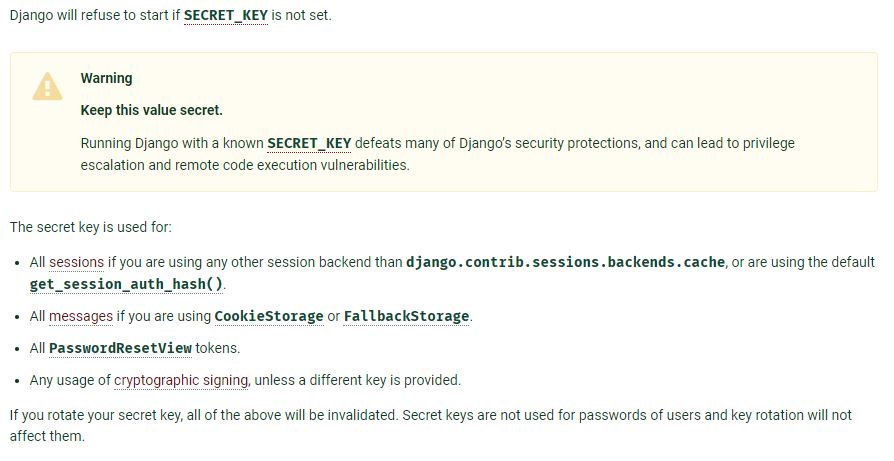 Django will refuse to start if SECRET_KEY is not set.
Warning
Keep this value secret.
Running Django with a known SECRET_KEY defeats many of Django's security protections, and can lead to privilege
escalation and remote code execution vulnerabilities.
The secret key is used for:
• All sessions if you are using any other session backend than django.contrib.sessions.backends.cache, or are using the default
get_session_auth_hash().
• All messages if you are using CookieStorage or FallbackStorage.
• All PasswordResetView tokens.
• Any usage of cryptographic signing, unless a different key is provided.
If you rotate your secret key, all of the above will be invalidated. Secret keys are not used for passwords of users and key rotation will not
affect them.